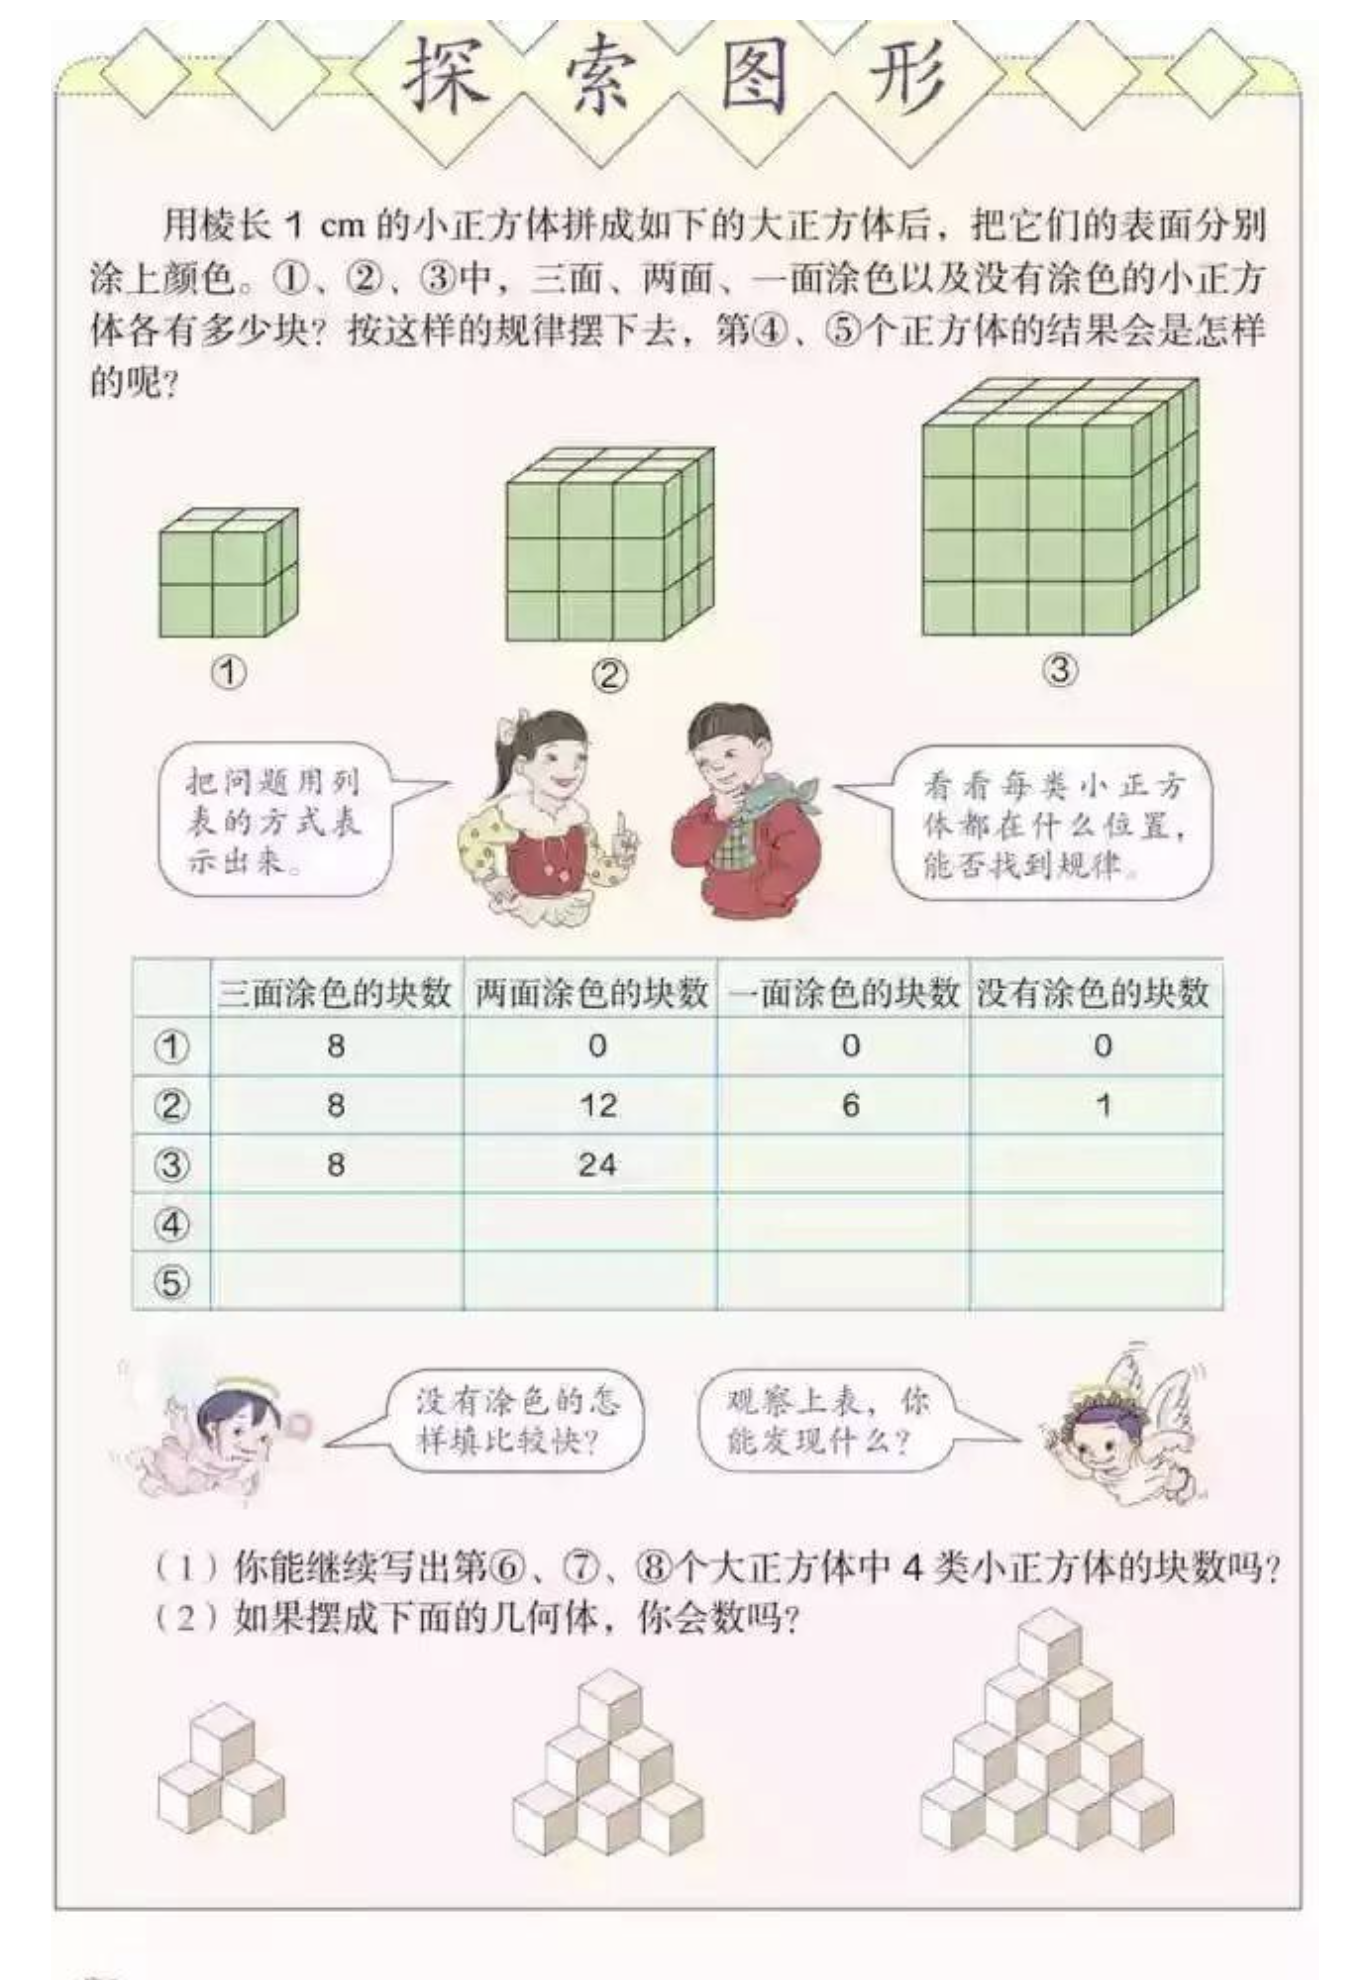 探索图形
用棱长 1 cm 的小正方体拼成如下的大正方体后，把它们的表面分别
涂上颜色。①、②、③中，三面、两面、一面涂色以及没有涂色的小正方
体各有多少块？按这样的规律摆下去，第④、⑤个正方体的结果会是怎样
的呢？
① ② ③
把问题用列
表的方式表
示出来。
看看每类小正方
体都在什么位置，
能否找到规律。
三面涂色的块数 两面涂色的块数 一面涂色的块数 没有涂色的块数
① 8 0 0 0
② 8 12 6 1
③ 8 24
④
⑤
没有涂色的怎
样填比较快？
观察上表，你
能发现什么？
（1）你能继续写出第⑥、⑦、⑧个大正方体中 4 类小正方体的块数吗？
（2）如果摆成下面的几何体，你会数吗？